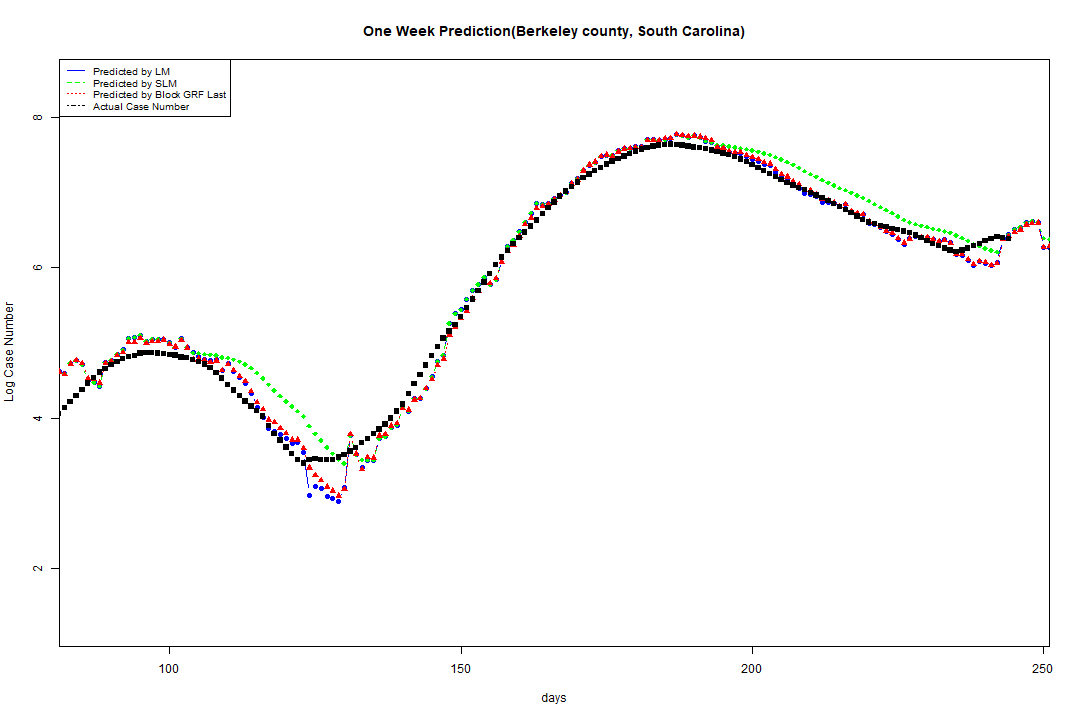 One Week Prediction(Berkeley county, South Carolina)
Predicted by LM
Predicted by SLM
Predicted by Block GRF Last
Actual Case Number
8
6
4
2
Log Case Number
100
150
200
250
days